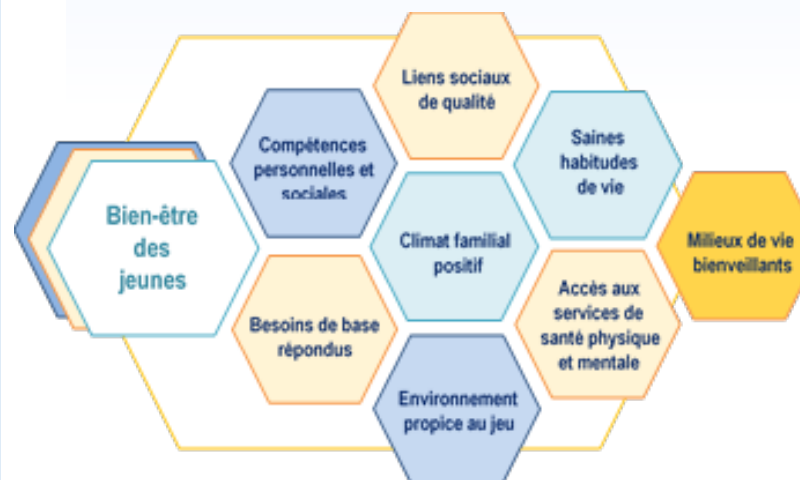 Liens sociaux
de qualité
Compétences
personnelles et
sociales
Saines
habitudes
de vie
Bien-être
des
jeunes
Climat familial
positif
Milieux de vie
bienveillants
Besoins de base
répondus
Accès aux
services de
santé physique
et mentale
Environnement
propice au jeu